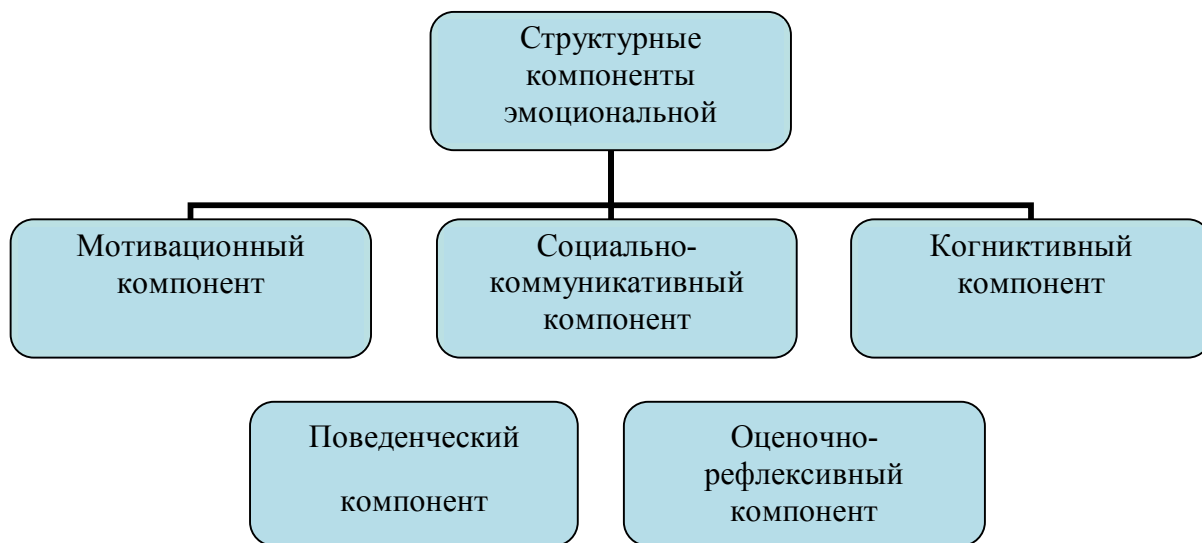 Структурные
компоненты
эмоциональной
Мотивационный
компонент
Социально-
коммуникативный
компонент
Когниктивный
компонент
Поведенческий
компонент
Оценочно-
рефлексивный
компонент